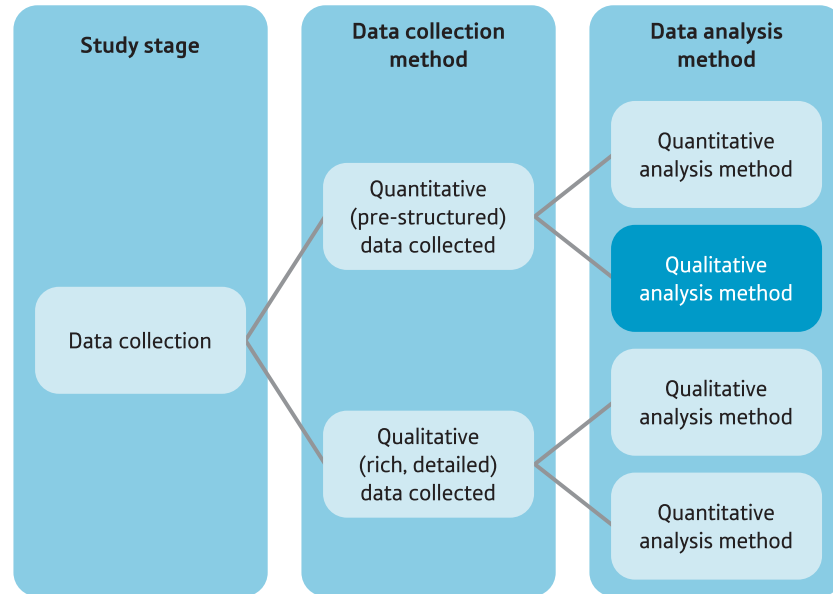 Study stage
Data collection
Data collection
method
Quantitative
(pre-structured)
data collected
Qualitative
(rich, detailed)
data collected
Data analysis
method
Quantitative
analysis method
Qualitative
analysis method
Qualitative
analysis method
Quantitative
analysis method